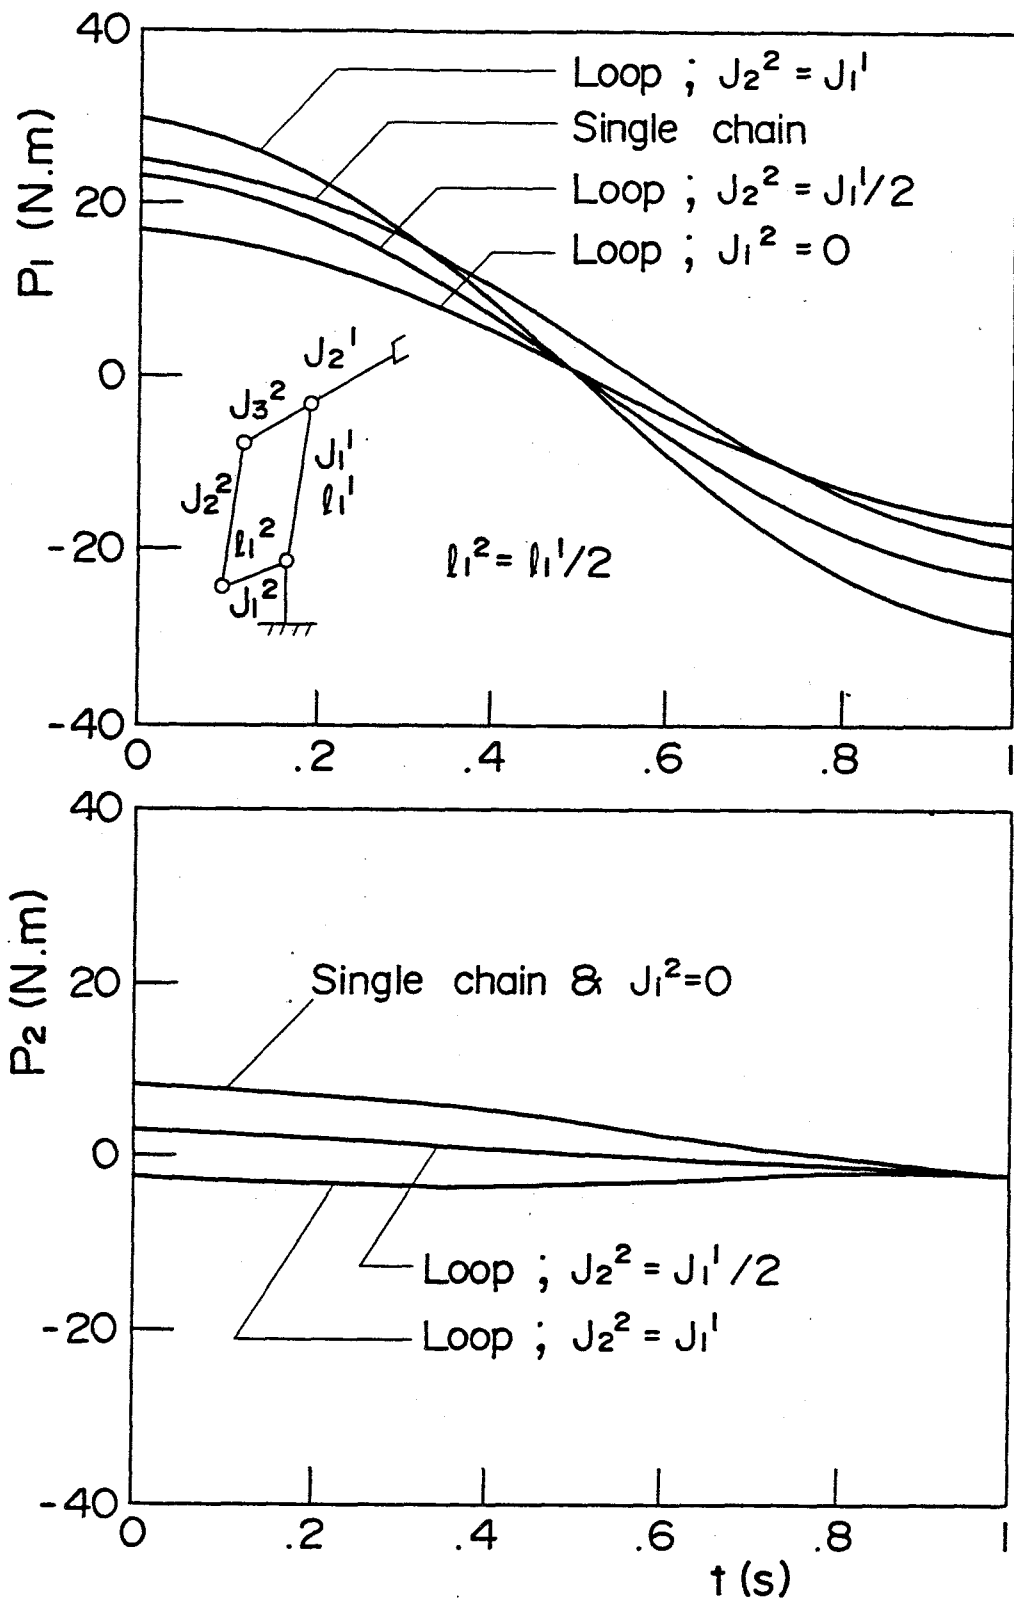 40
20
0
-20
-40
P₁ (N.m)
Loop ; J₂² = J₁¹
Single chain
Loop ; J₂² = J₁¹/2
Loop ; J₁² = 0
J₂¹
J₃²
J₁¹
J₂²
l₁¹
l₁²
J₁²
l₁² = l₁¹/2
0 .2 .4 .6 .8 1
40
20
0
-20
-40
P₂ (N.m)
Single chain & J₁²=0
Loop ; J₂² = J₁¹/2
Loop ; J₂² = J₁¹
0 .2 .4 .6 .8 1
t (s)